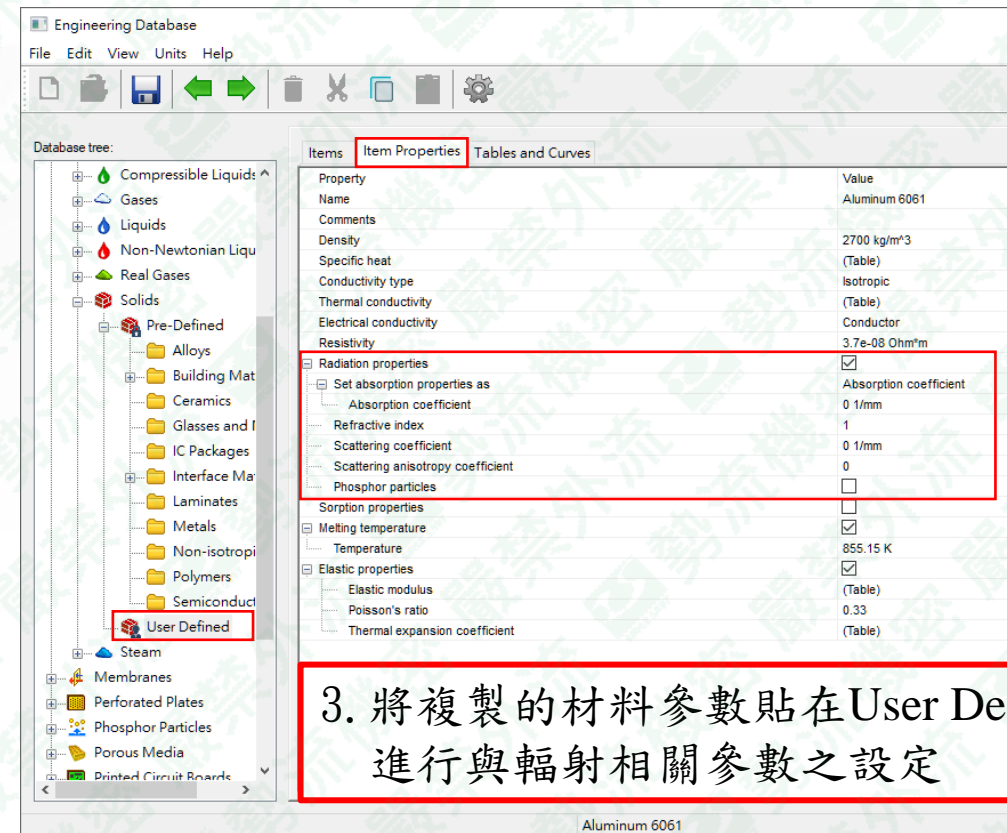 Engineering Database
File Edit View Units Help
Database tree:
Items Item Properties Tables and Curves
Compressible Liquids
Gases
Liquids
Non-Newtonian Liqu
Real Gases
Solids
Pre-Defined
Alloys
Building Mat
Ceramics
Glasses and
IC Packages
Interface Ma
Laminates
Metals
Non-isotropi
Polymers
Semiconduct
User Defined
Steam
Membranes
Perforated Plates
Phosphor Particles
Porous Media
Printed Circuit Boards
Property Value
Name Aluminum 6061
Comments
Density 2700 kg/m^3
Specific heat (Table)
Conductivity type Isotropic
Thermal conductivity (Table)
Electrical conductivity Conductor
Resistivity 3.7e-08 Ohm*m
Radiation properties
Set absorption properties as Absorption coefficient
Absorption coefficient 0 1/mm
Refractive index 1
Scattering coefficient 0 1/mm
Scattering anisotropy coefficient 0
Phosphor particles
Sorption properties
Melting temperature
Temperature 855.15 K
Elastic properties
Elastic modulus (Table)
Poisson's ratio 0.33
Thermal expansion coefficient (Table)
3. 將複製的材料參數貼在User De
進行與輻射相關參數之設定
Aluminum 6061